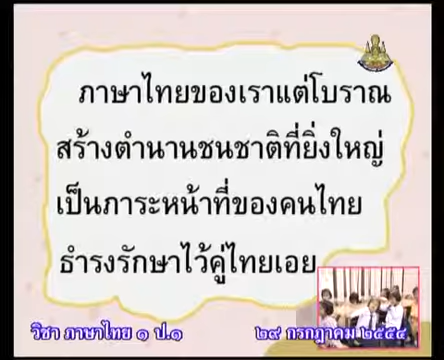 ภาษาไทยของเราแต่โบราณ
สร้างตำนานชนชาติที่ยิ่งใหญ่
เป็นภาระหน้าที่ของคนไทย
ธำรงรักษาไว้คู่ไทยเอย
วิชา ภาษาไทย ๑ ป.๑ ๒๙ กรกฎาคม ๒๕๕๔